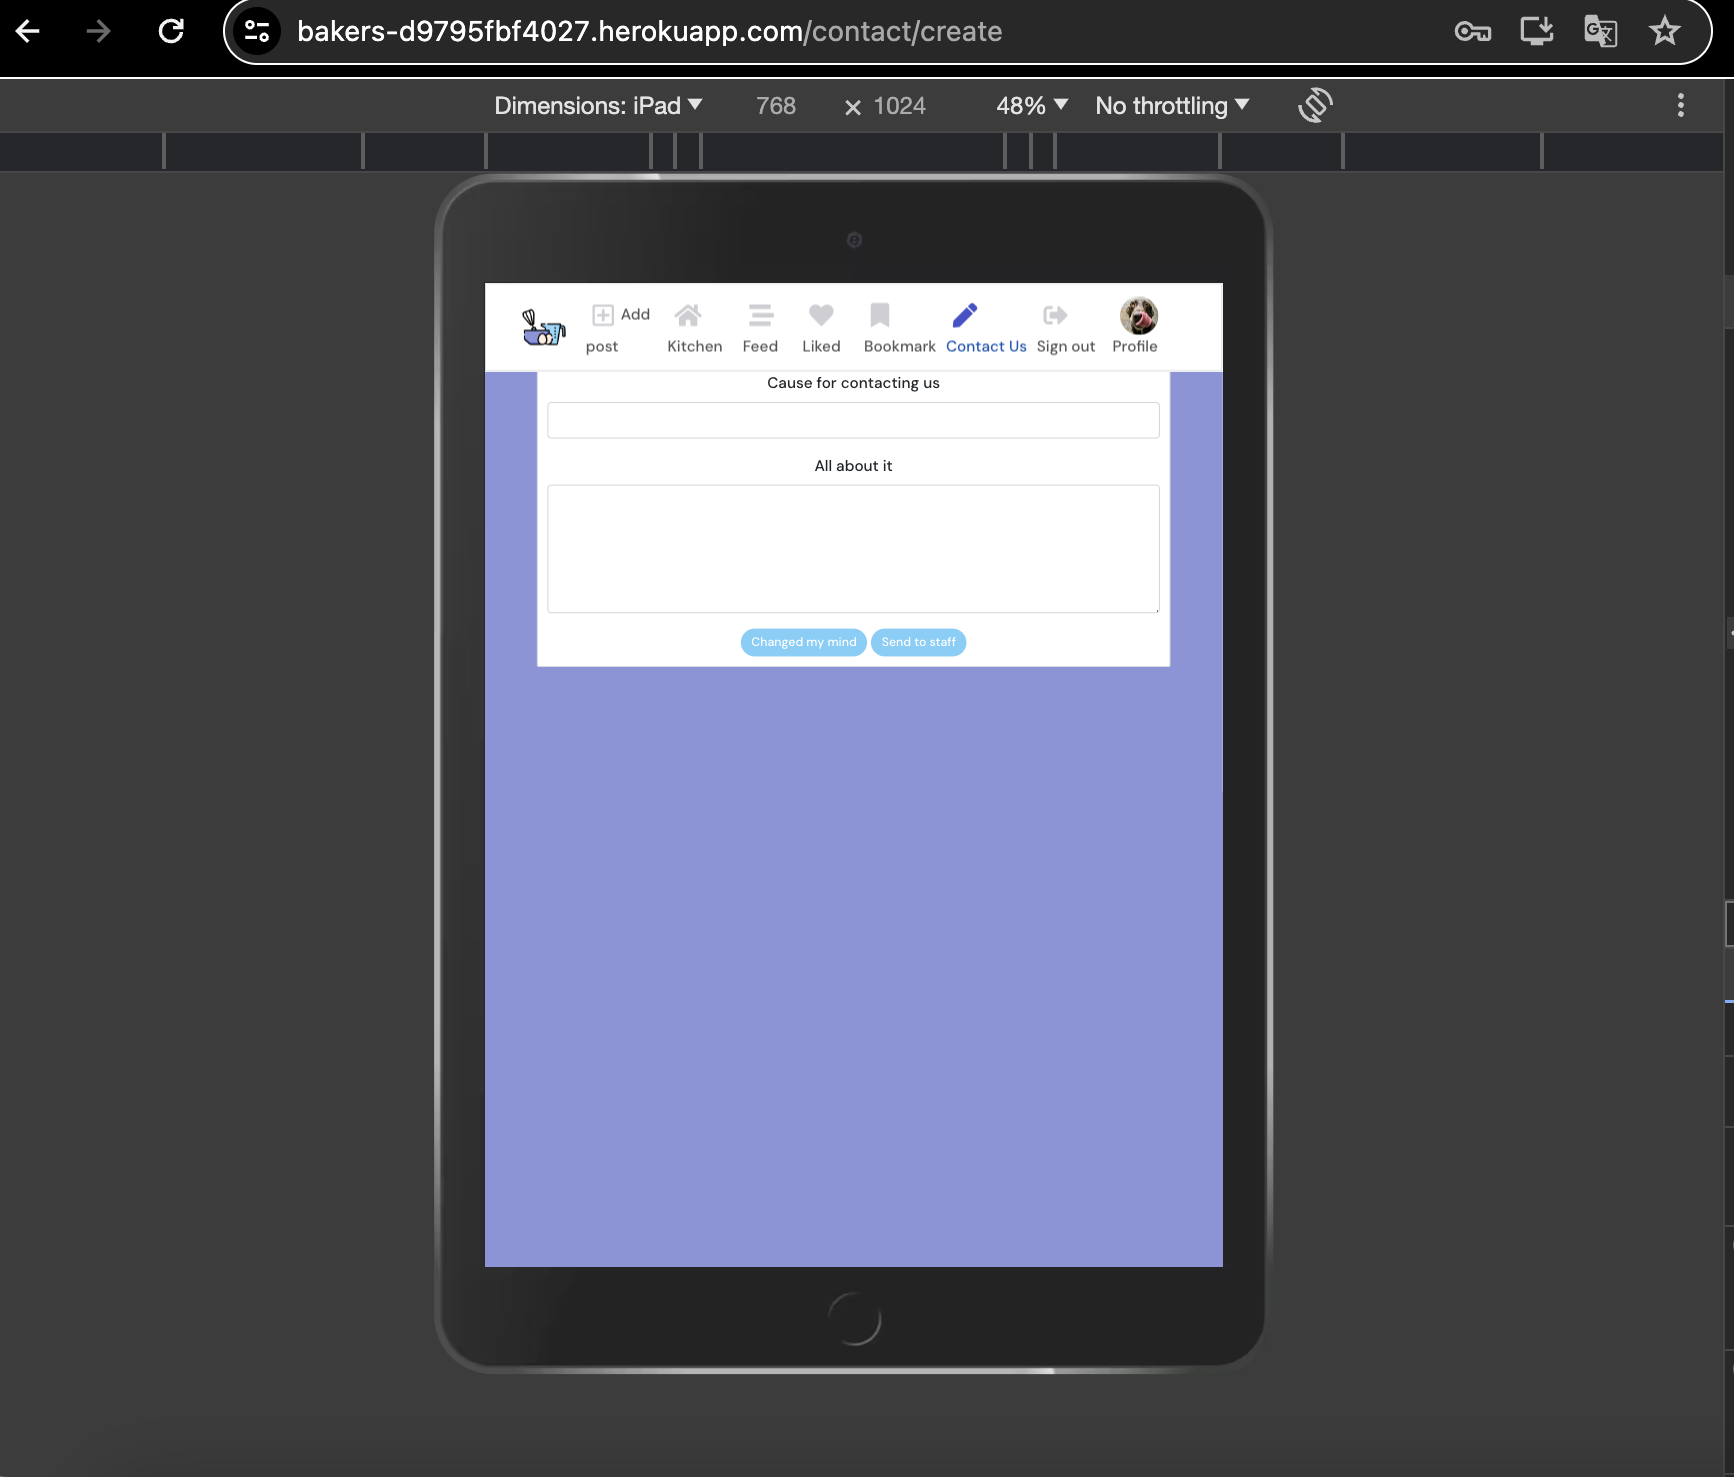 bakers-d9795fbf4027.herokuapp.com/contact/create
Dimensions: iPad 768 × 1024 48% No throttling
Add post Kitchen Feed Liked Bookmark Contact Us Sign out Profile
Cause for contacting us
All about it
Changed my mind Send to staff